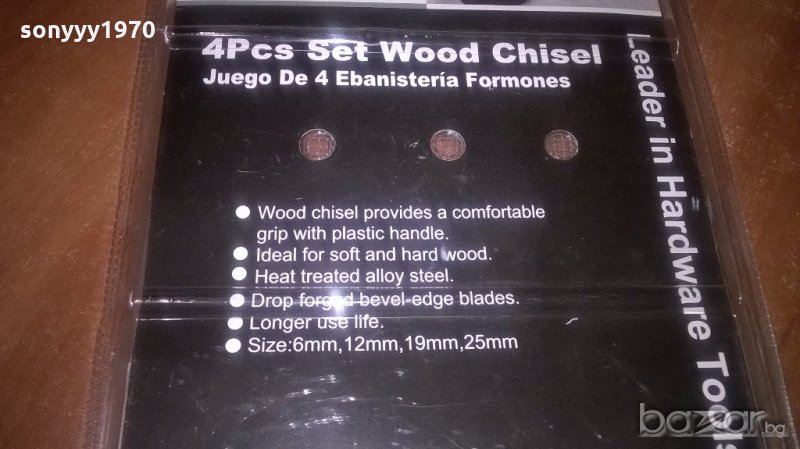 sonyyy1970
4Pcs Set Wood Chisel
Juego De 4 Ebanistería Formones
Leader in Hardware Tools
● Wood chisel provides a comfortable
grip with plastic handle.
● Ideal for soft and hard wood.
● Heat treated alloy steel.
● Drop forged bevel-edge blades.
● Longer use life.
● Size:6mm,12mm,19mm,25mm
bazar.bg